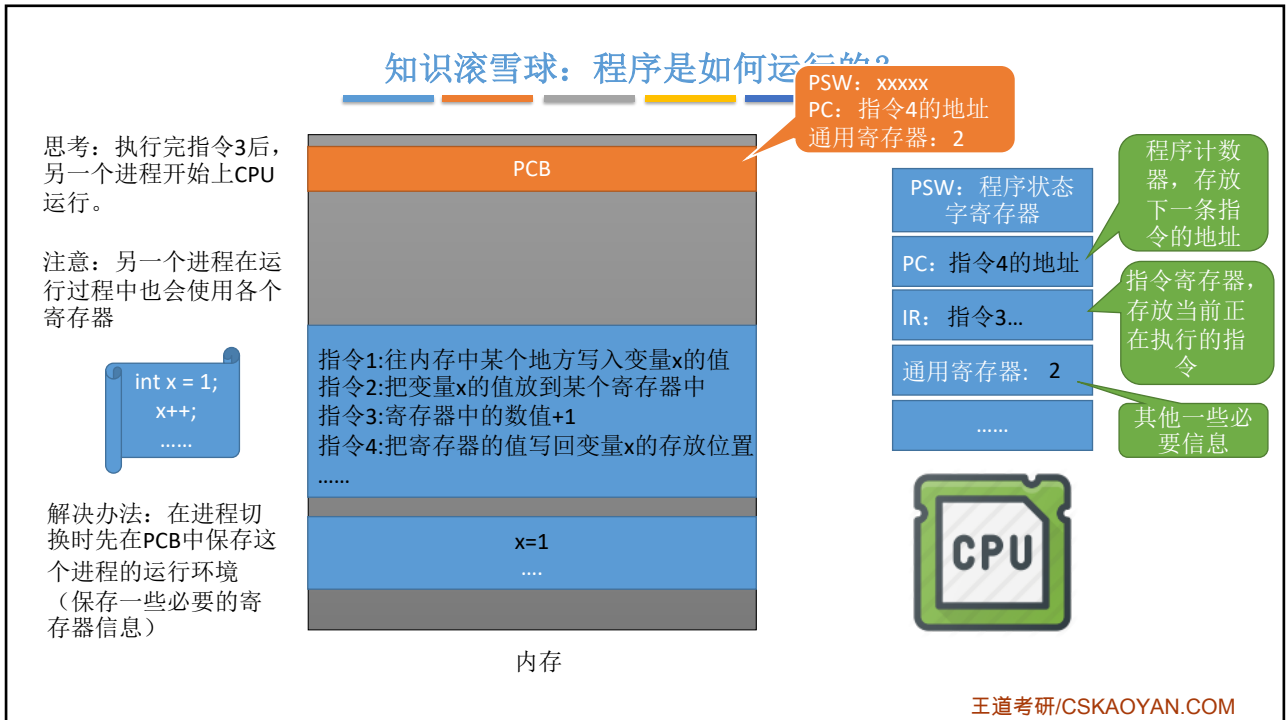 知识滚雪球：程序是如何运行的?
PSW：xxxxx
PC：指令4的地址
通用寄存器：2
思考：执行完指令3后，
另一个进程开始上CPU
运行。
注意：另一个进程在运
行过程中也会使用各个
寄存器
int x = 1;
x++;
……
解决办法：在进程切
换时先在PCB中保存这
个进程的运行环境
（保存一些必要的寄
存器信息）
PCB
指令1:往内存中某个地方写入变量x的值
指令2:把变量x的值放到某个寄存器中
指令3:寄存器中的数值+1
指令4:把寄存器的值写回变量x的存放位置
……
x=1
....
内存
PSW：程序状态
字寄存器
PC：指令4的地址
IR：指令3...
通用寄存器: 2
……
程序计数
器，存放
下一条指
令的地址
指令寄存器，
存放当前正
在执行的指
令
其他一些必
要信息
CPU
王道考研/CSKAOYAN.COM